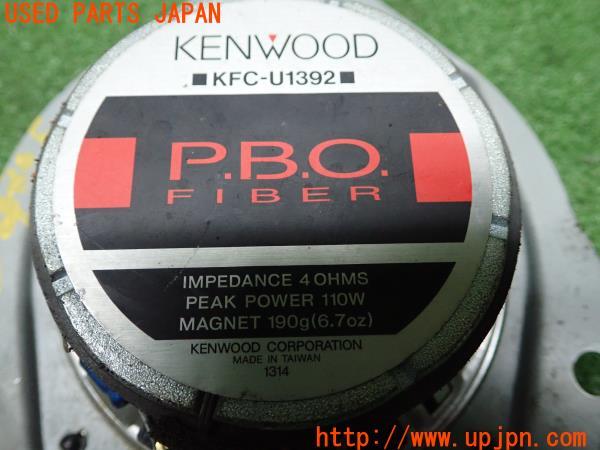 USED PARTS JAPAN
KENWOOD
■KFC-U1392■
P.B.O.
FIBER
IMPEDANCE 4 OHMS
PEAK POWER 110W
MAGNET 190g(6.7oz)
KENWOOD CORPORATION
MADE IN TAIWAN
1314
http://www.upjpn.com/